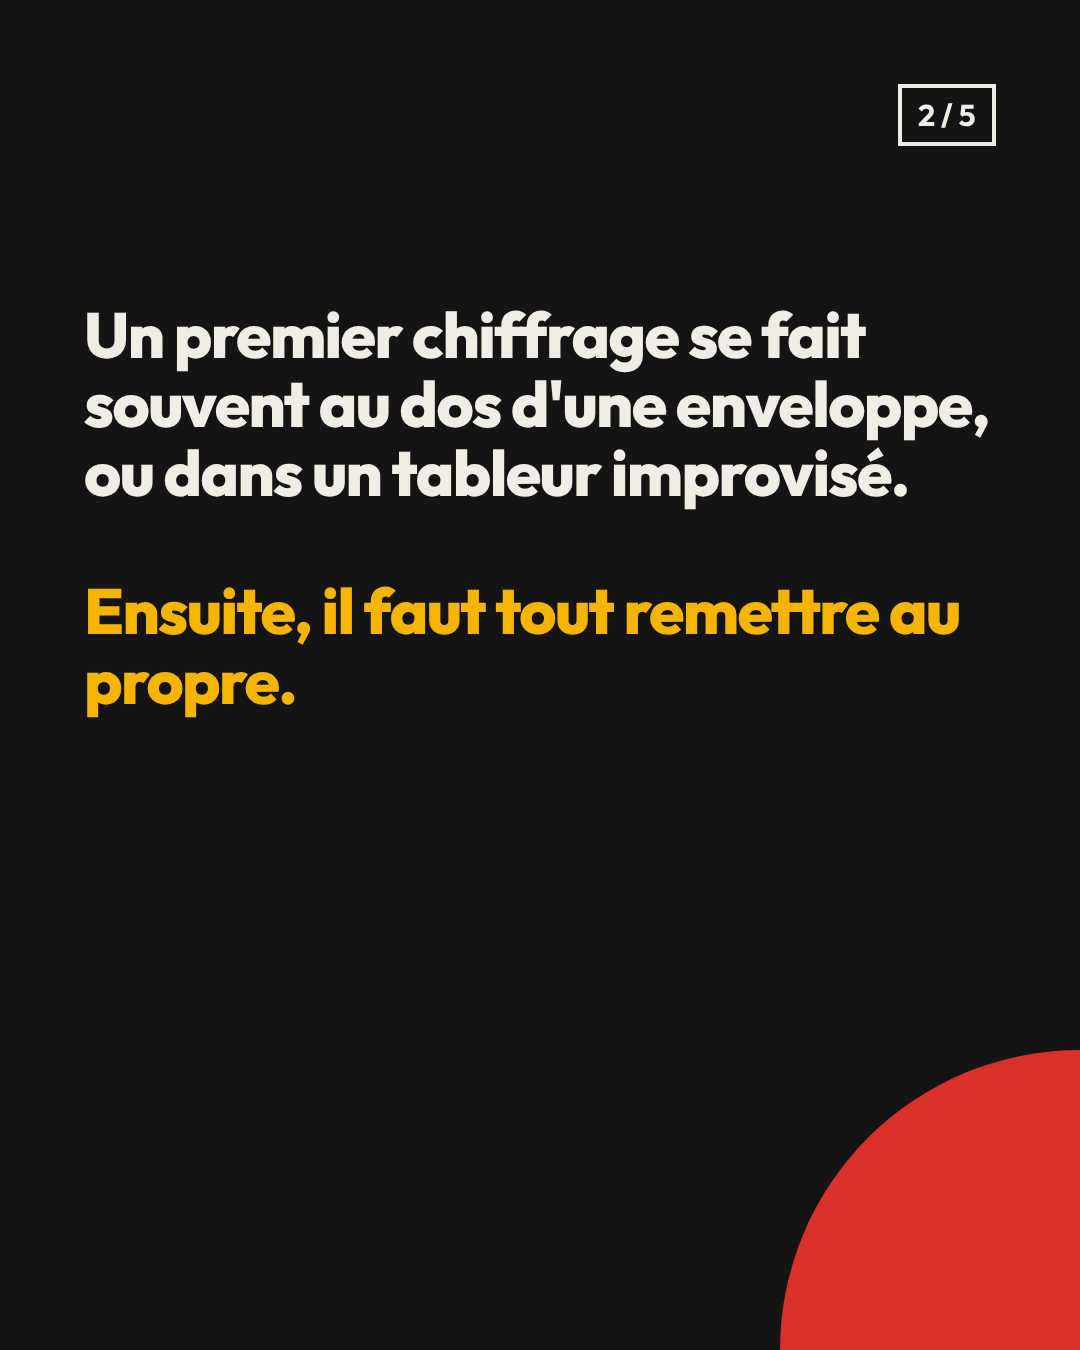 2/5
Un premier chiffrage se fait
souvent au dos d'une enveloppe,
ou dans un tableur improvisé.
Ensuite, il faut tout remettre au
propre.